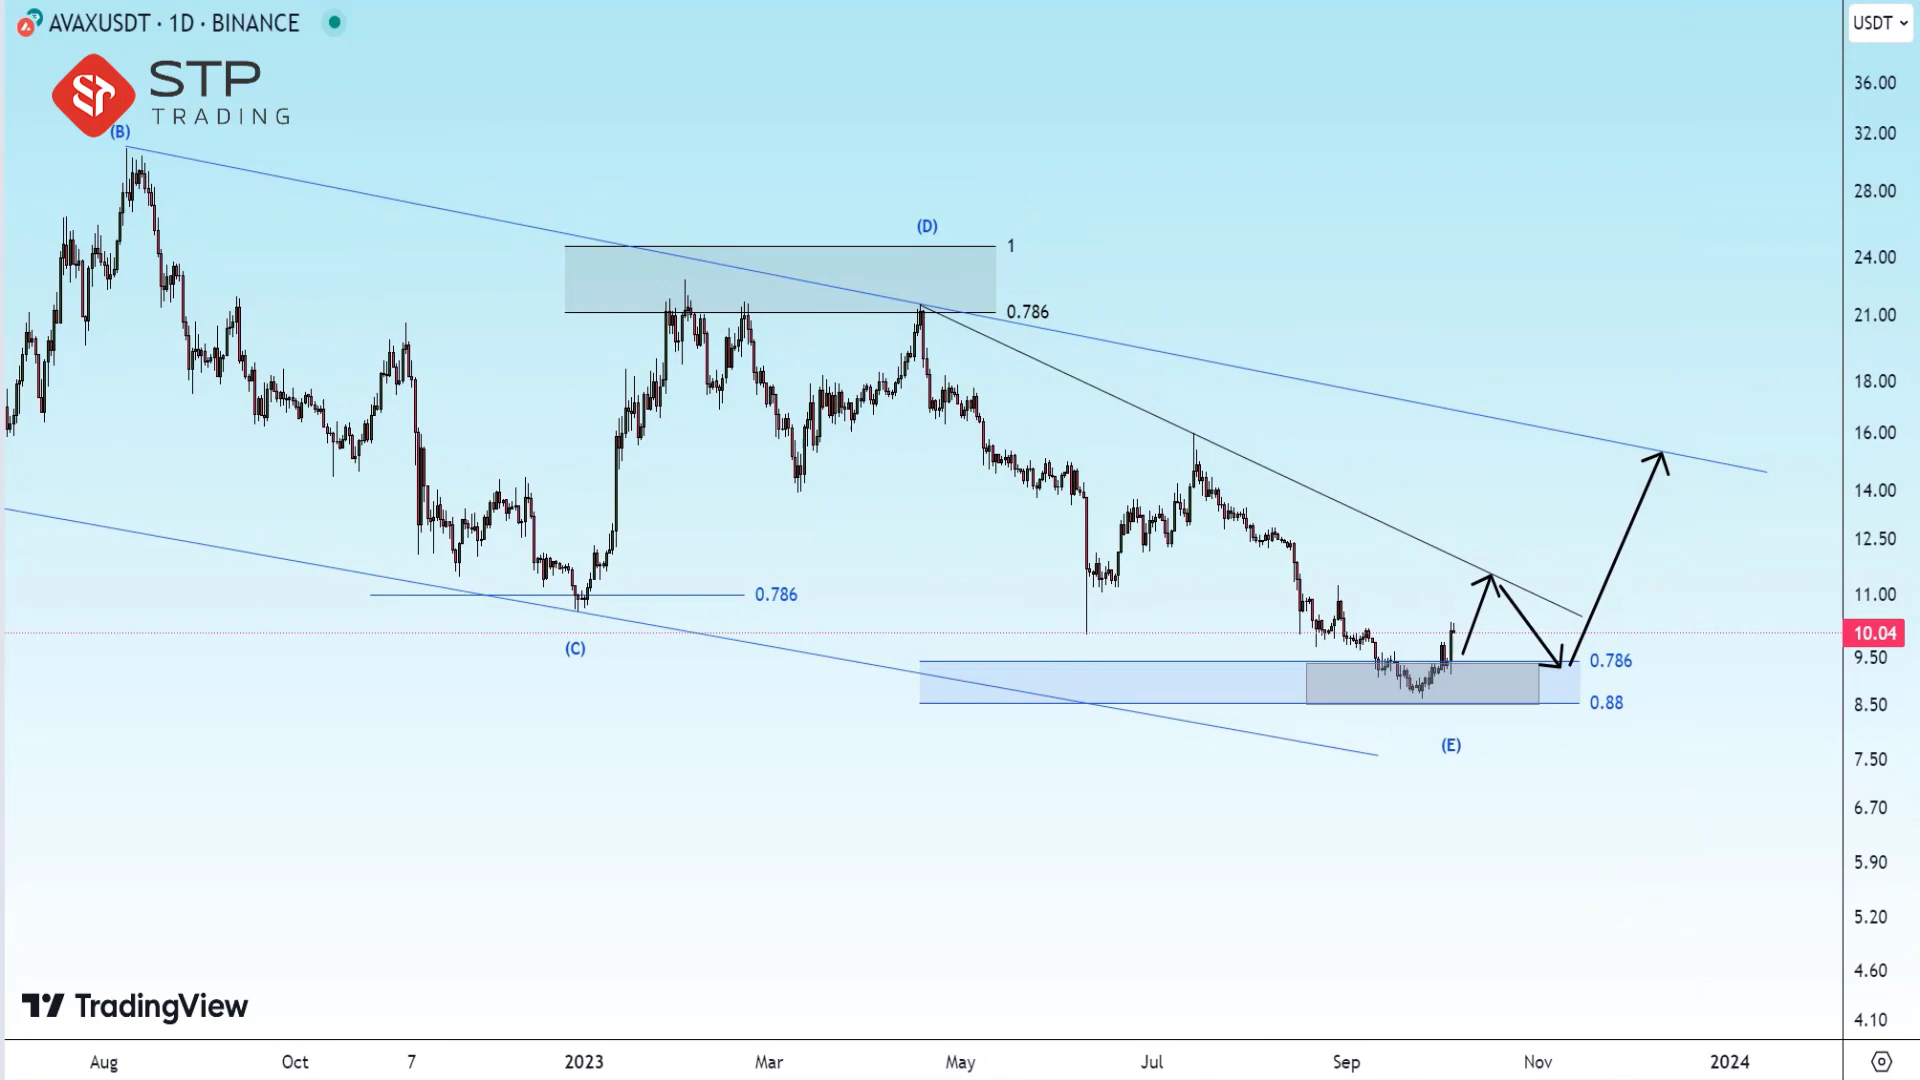 AVAXUSDT · 1D · BINANCE
USDT
STP
TRADING
(B)
(D)
1
0.786
0.786
(C)
0.786
0.88
(E)
36.00
32.00
28.00
24.00
21.00
18.00
16.00
14.00
12.50
11.00
10.04
9.50
8.50
7.50
6.70
5.90
5.20
4.60
4.10
TradingView
Aug Oct 7 2023 Mar May Jul Sep Nov 2024